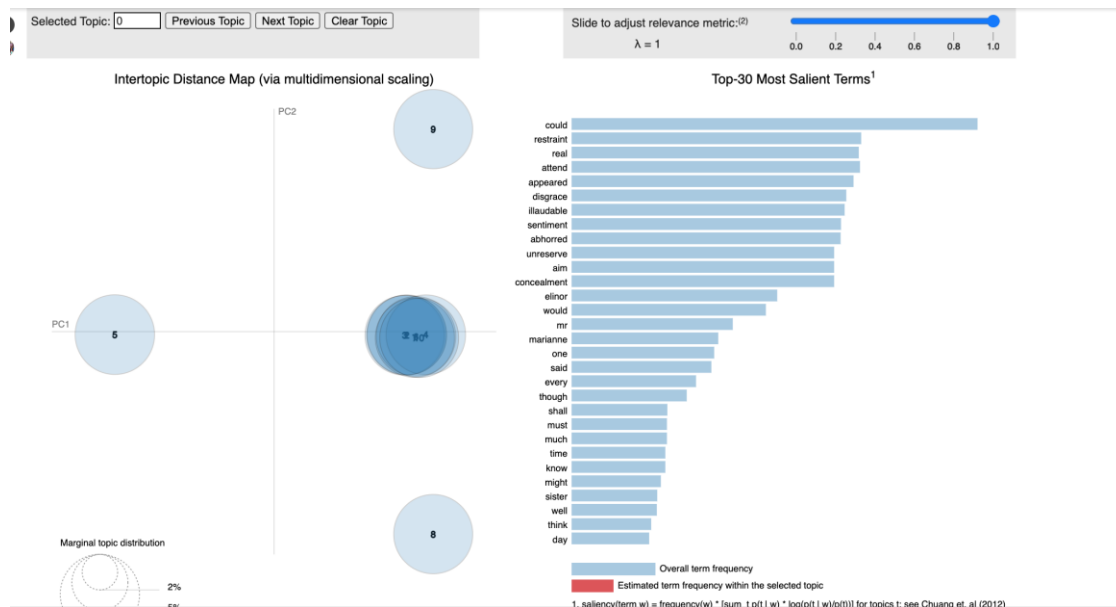 Selected Topic: 0 Previous Topic Next Topic Clear Topic
Slide to adjust relevance metric:(2)
λ = 1
0.0 0.2 0.4 0.6 0.8 1.0
Intertopic Distance Map (via multidimensional scaling)
PC2
PC1
9
5
8
Marginal topic distribution
2%
5%
Top-30 Most Salient Terms1
could
restraint
real
attend
appeared
disgrace
illaudable
sentiment
abhorred
unreserve
aim
concealment
elinor
would
mr
marianne
one
said
every
though
shall
must
much
time
know
might
sister
well
think
day
Overall term frequency
Estimated term frequency within the selected topic
1. saliency(term w) = frequency(w) * [sum_t p(t | w) * log(p(t | w)/p(t))] for topics t; see Chuang et. al (2012)